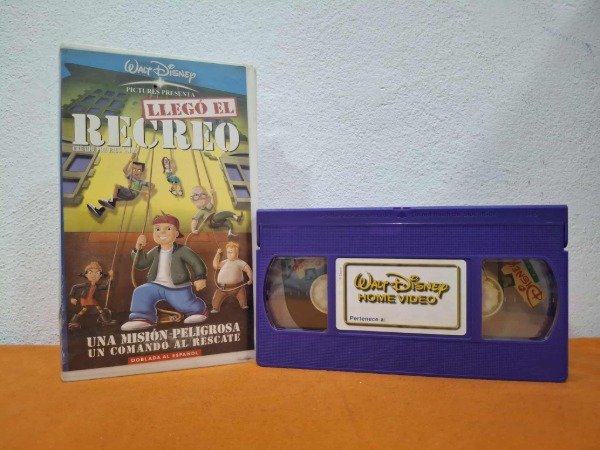 WALT DISNEY
PICTURES PRESENTA
LLEGÓ EL
RECREO
UNA MISIÓN PELIGROSA
UN COMANDO AL RESCATE
DOBLADA AL ESPAÑOL
WALT DISNEY
HOME VIDEO
Pertenece a: